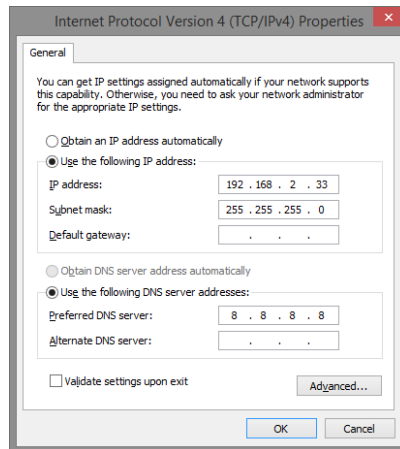 Internet Protocol Version 4 (TCP/IPv4) Properties
General
You can get IP settings assigned automatically if your network supports
this capability. Otherwise, you need to ask your network administrator
for the appropriate IP settings.
Obtain an IP address automatically
Use the following IP address:
IP address: 192 . 168 . 2 . 33
Subnet mask: 255 . 255 . 255 . 0
Default gateway: . . .
Obtain DNS server address automatically
Use the following DNS server addresses:
Preferred DNS server: 8 . 8 . 8 . 8
Alternate DNS server: . . .
Validate settings upon exit
Advanced...
OK Cancel